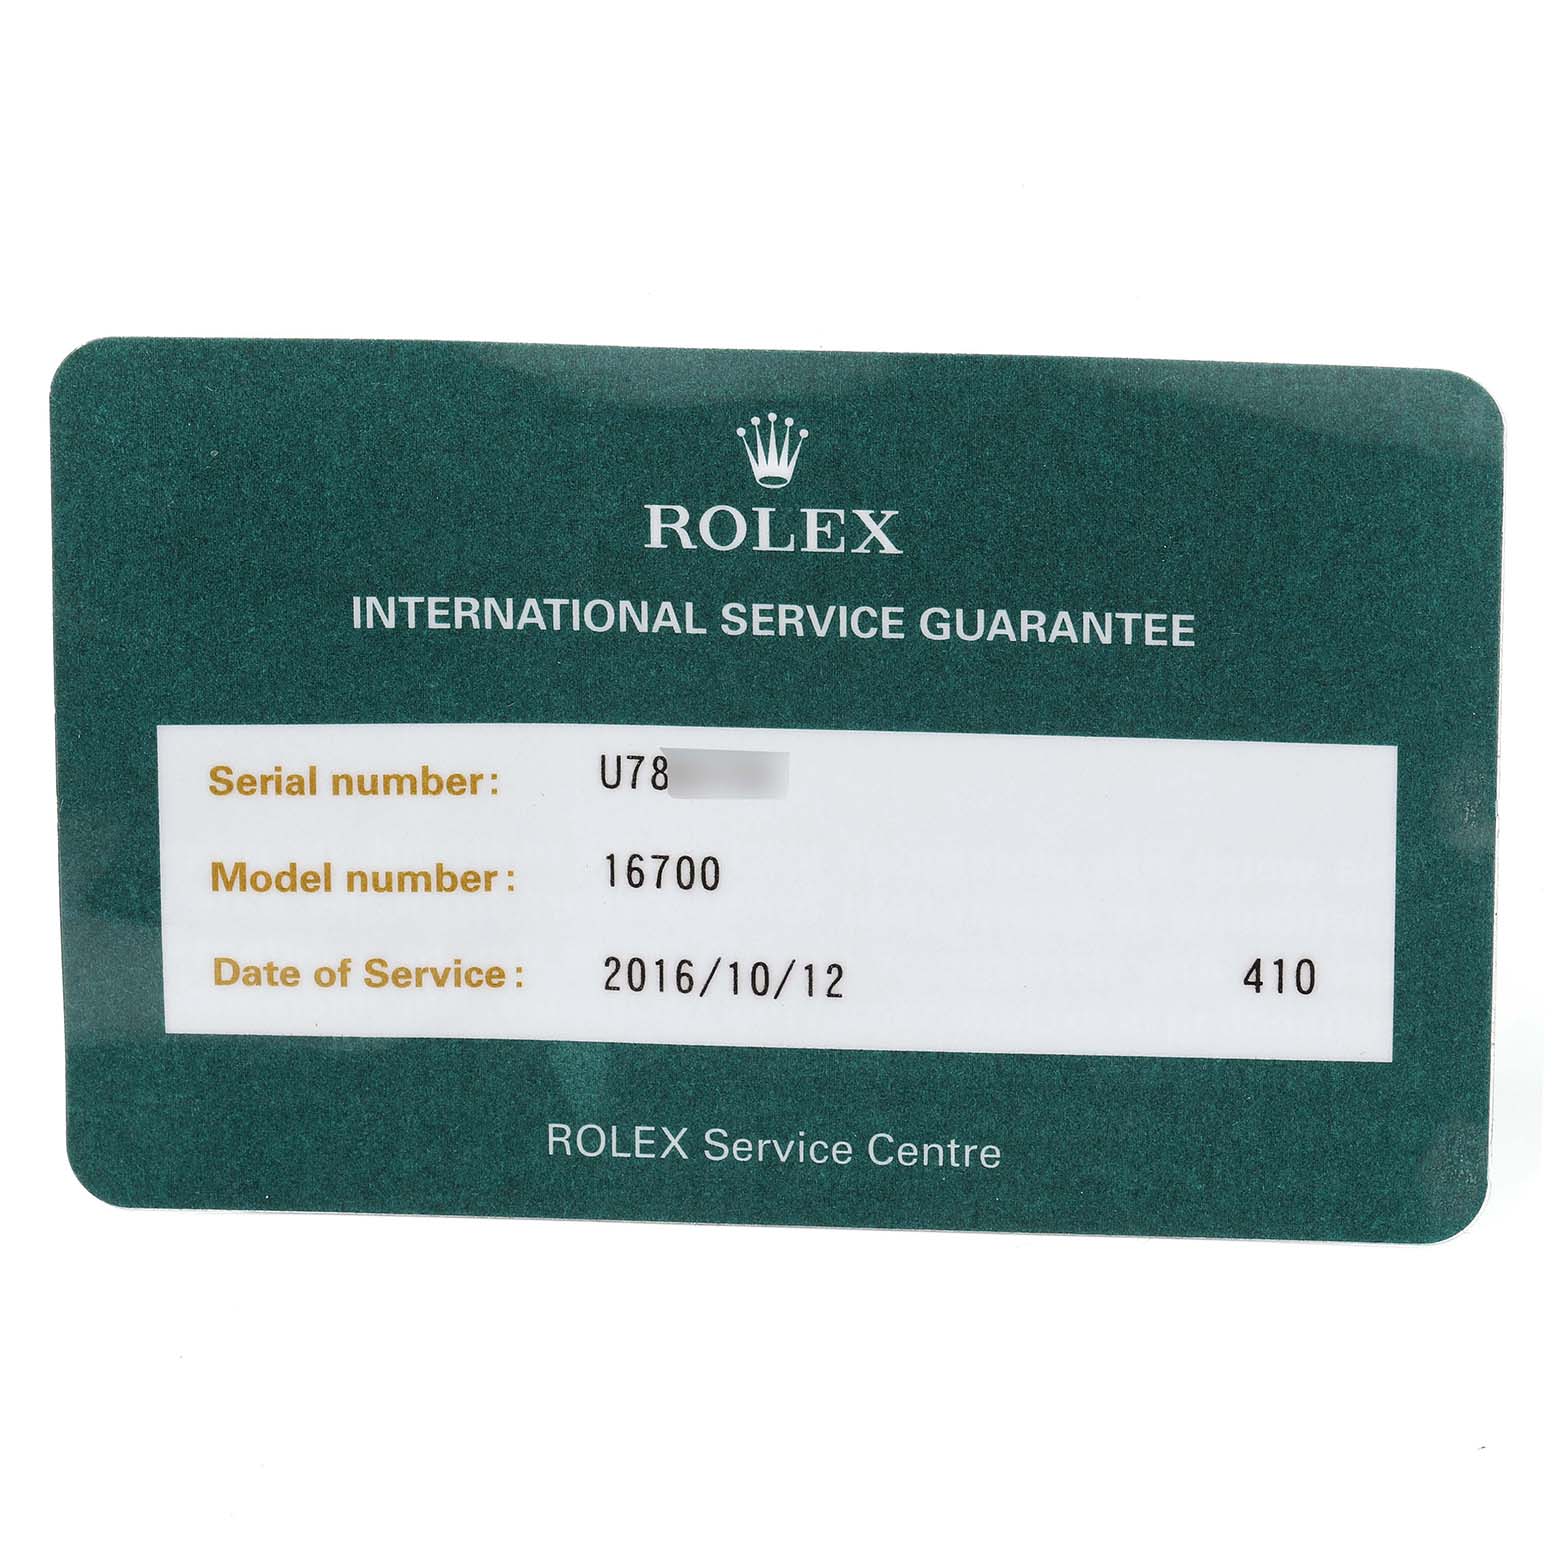 ROLEX
INTERNATIONAL SERVICE GUARANTEE
Serial number: U78
Model number: 16700
Date of Service: 2016/10/12 410
ROLEX Service Centre